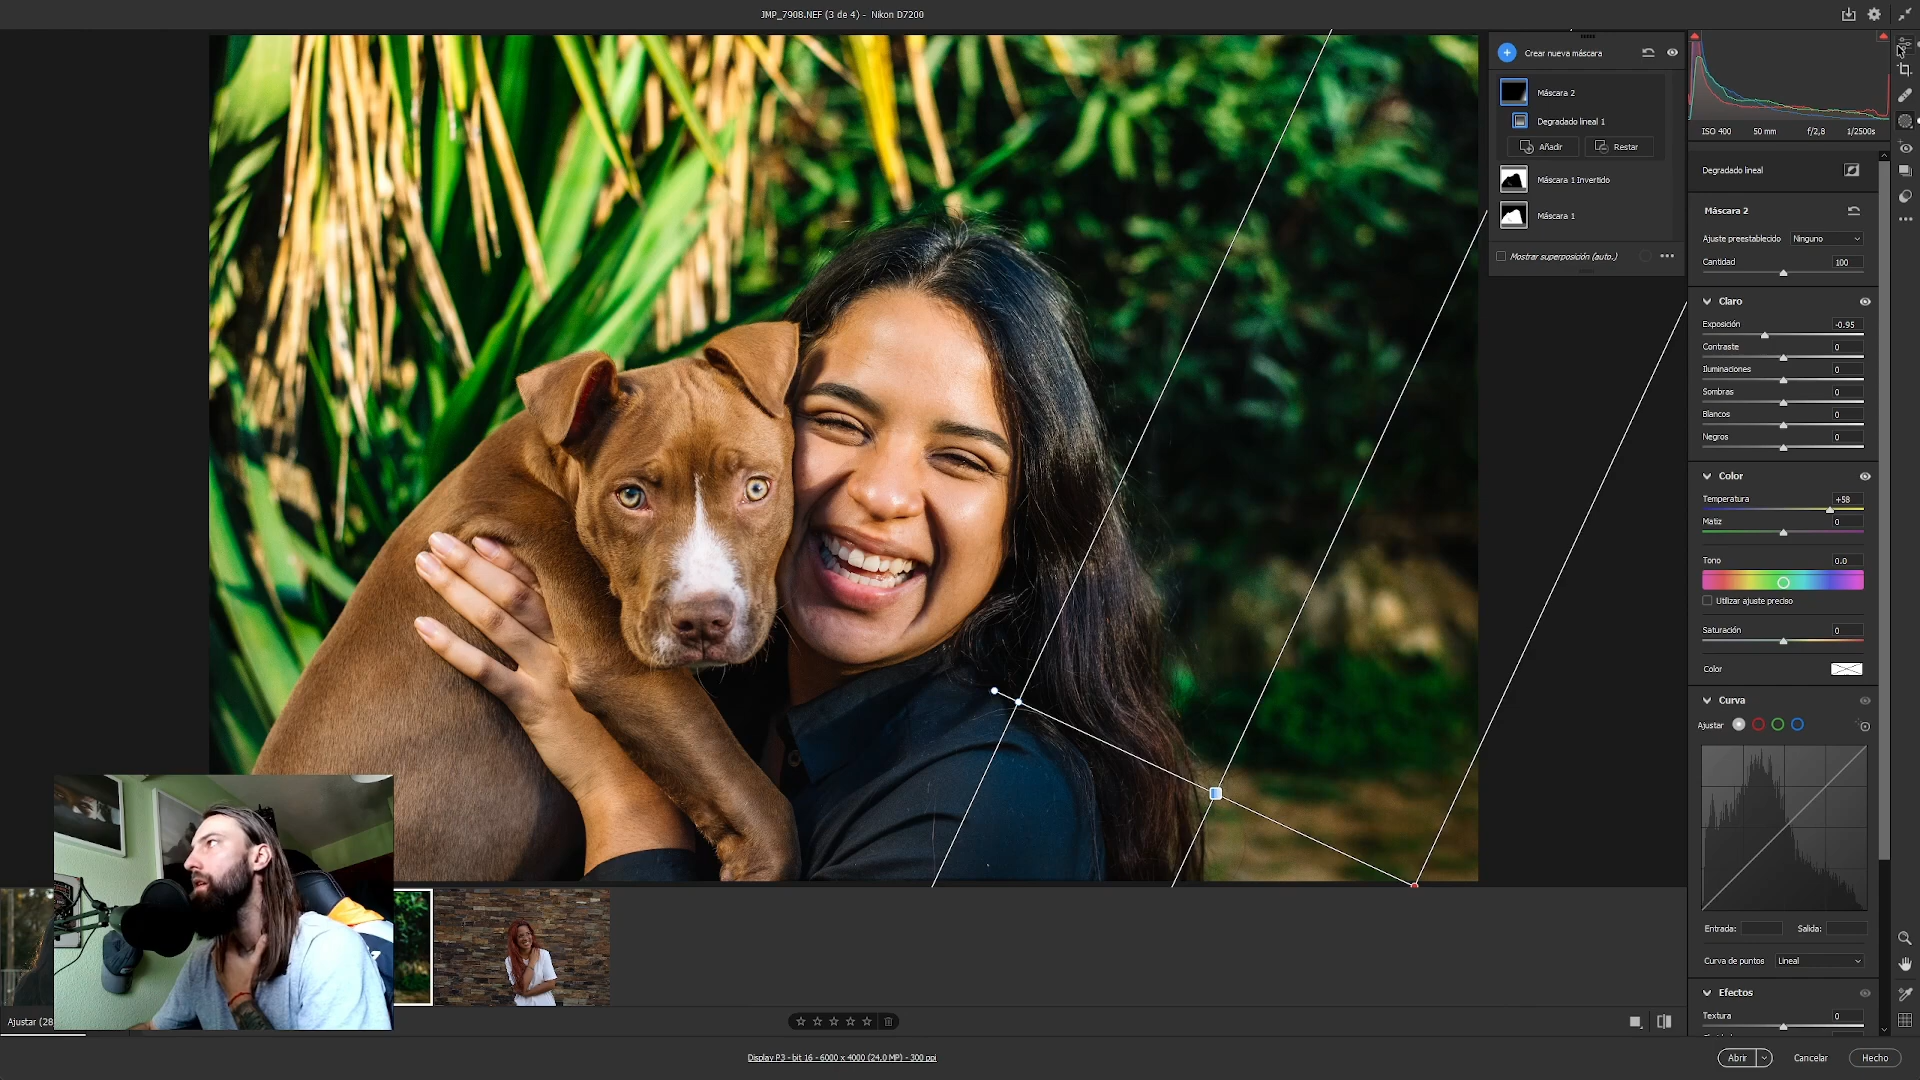 JMP_7908.NEF (3 de 4) - Nikon D7200
Crear nueva máscara
Máscara 2
Degradado lineal 1
Añadir
Restar
Máscara 1 Invertido
Máscara 1
Mostrar superposición (auto.)
ISO 400 50 mm f/2,8 1/2500s
Degradado lineal
Máscara 2
Ajuste preestablecido Ninguno
Cantidad 100
Claro
Exposición -0.95
Contraste 0
Iluminaciones 0
Sombras 0
Blancos 0
Negros 0
Color
Temperatura +58
Matiz 0
Tono 0.0
Utilizar ajuste preciso
Saturación 0
Color
Curva
Ajustar
Entrada: Salida:
Curva de puntos Lineal
Efectos
Textura 0
Ajustar (28
Display P3 - bit 16 - 6000 x 4000 (24,0 MP) - 300 ppi
Abrir
Cancelar
Hecho